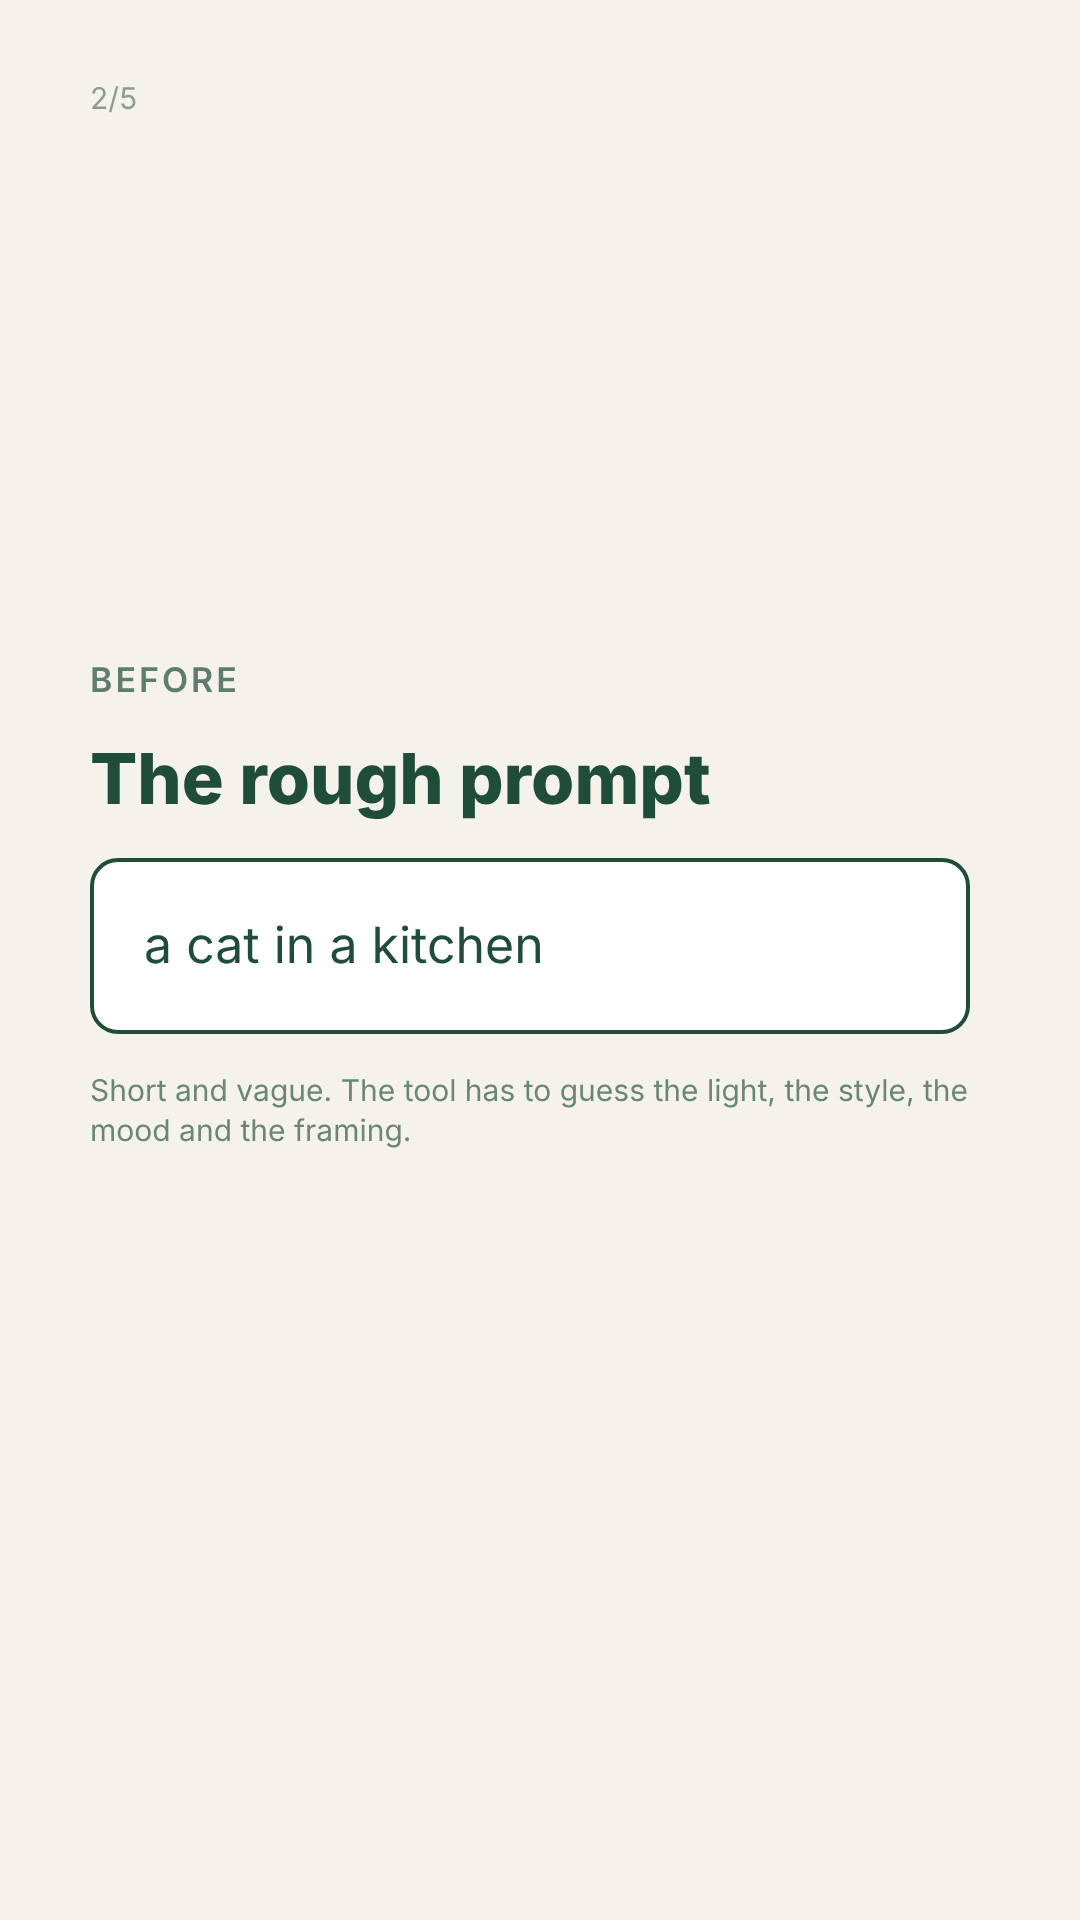 2/5
BEFORE
The rough prompt
a cat in a kitchen
Short and vague. The tool has to guess the light, the style, the
mood and the framing.